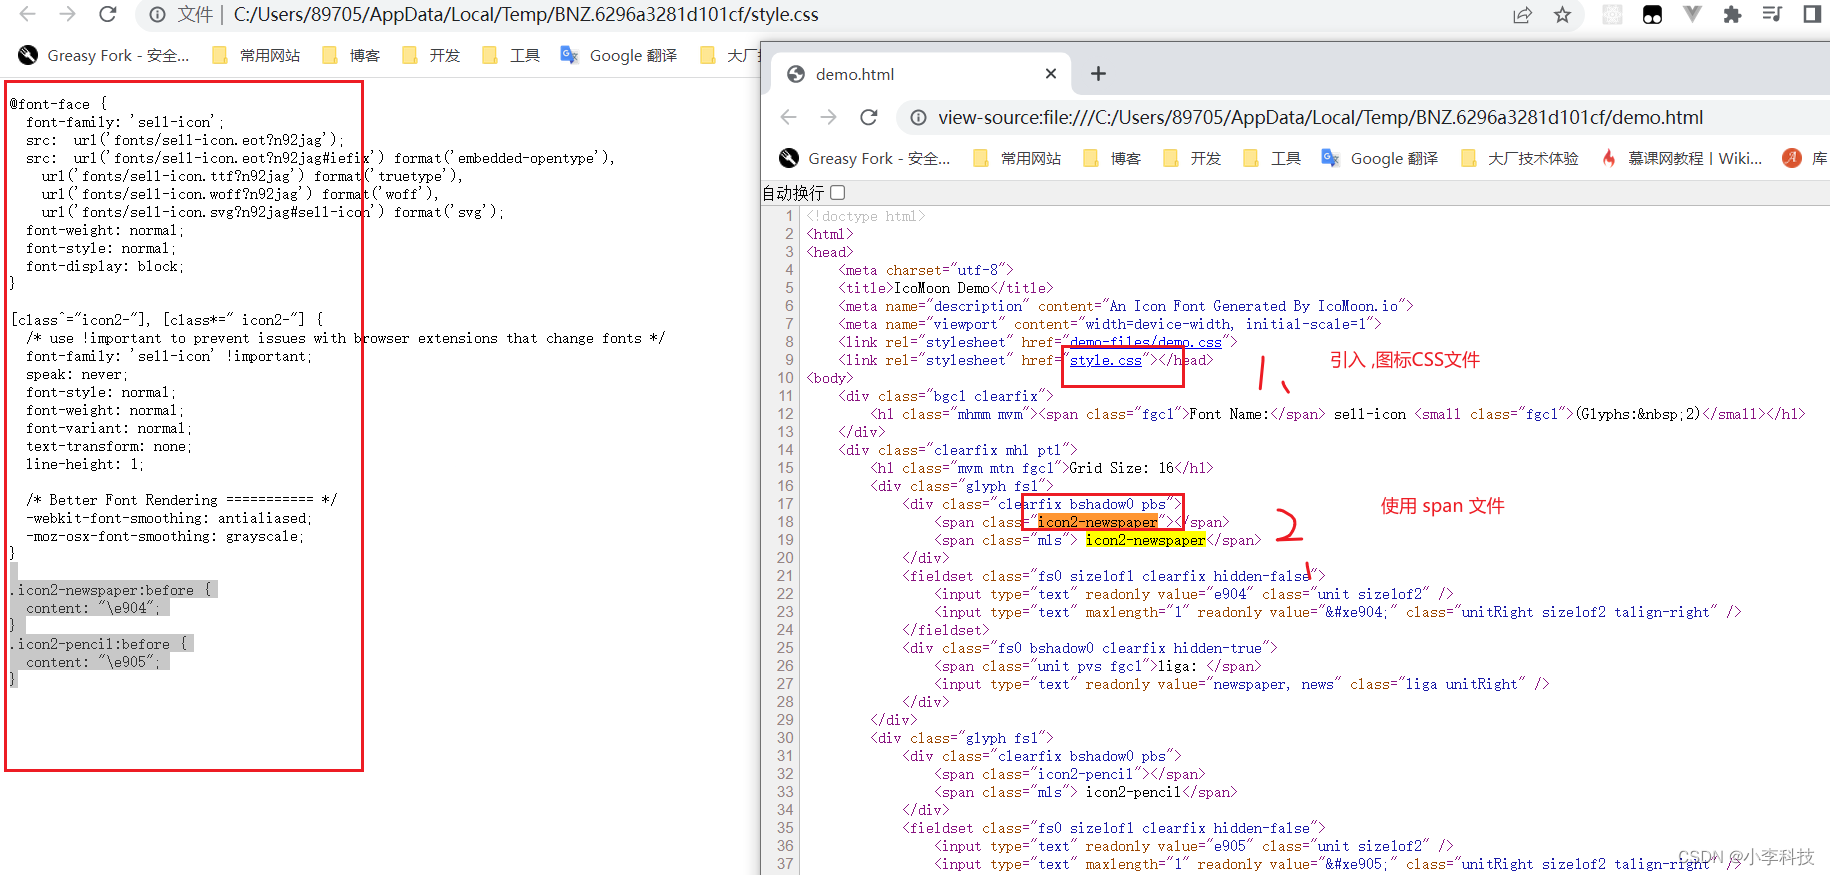 文件 | C:/Users/89705/AppData/Local/Temp/BNZ.6296a3281d101cf/style.css
Greasy Fork - 安全... 常用网站 博客 开发 工具 Google 翻译
@font-face {
  font-family: 'sell-icon';
  src:  url('fonts/sell-icon.eot?n92jag');
  src:  url('fonts/sell-icon.eot?n92jag#iefix') format('embedded-opentype'),
    url('fonts/sell-icon.ttf?n92jag') format('truetype'),
    url('fonts/sell-icon.woff?n92jag') format('woff'),
    url('fonts/sell-icon.svg?n92jag#sell-icon') format('svg');
  font-weight: normal;
  font-style: normal;
  font-display: block;
}
[class^="icon2-"], [class*=" icon2-"] {
  /* use !important to prevent issues with browser extensions that change fonts */
  font-family: 'sell-icon' !important;
  speak: never;
  font-style: normal;
  font-weight: normal;
  font-variant: normal;
  text-transform: none;
  line-height: 1;
  /* Better Font Rendering =========== */
  -webkit-font-smoothing: antialiased;
  -moz-osx-font-smoothing: grayscale;
}
.icon2-newspaper:before {
  content: "\e904";
}
.icon2-pencil:before {
  content: "\e905";
}
demo.html
view-source:file:///C:/Users/89705/AppData/Local/Temp/BNZ.6296a3281d101cf/demo.html
Greasy Fork - 安全... 常用网站 博客 开发 工具 Google 翻译 大厂技术体验 慕课网教程丨Wiki... 库
自动换行
1 <!doctype html>
2 <html>
3 <head>
4     <meta charset="utf-8">
5     <title>IcoMoon Demo</title>
6     <meta name="description" content="An Icon Font Generated By IcoMoon.io">
7     <meta name="viewport" content="width=device-width, initial-scale=1">
8     <link rel="stylesheet" href="demo-files/demo.css">
9     <link rel="stylesheet" href="style.css"></head>
1、 引入 ,图标CSS文件
10 <body>
11     <div class="bgc1 clearfix">
12         <h1 class="mhmm mvm"><span class="fgc1">Font Name:</span> sell-icon <small class="fgc1">(Glyphs:&nbsp;2)</small></h1>
13     </div>
14     <div class="clearfix mhl ptl">
15         <h1 class="mvm mtn fgc1">Grid Size: 16</h1>
16         <div class="glyph fs1">
17             <div class="clearfix bshadow0 pbs">
18                 <span class="icon2-newspaper"></span>
19                 <span class="mls"> icon2-newspaper</span>
2、 使用 span 文件
20             </div>
21             <fieldset class="fs0 size1of1 clearfix hidden-false">
22                 <input type="text" readonly value="e904" class="unit size1of2" />
23                 <input type="text" maxlength="1" readonly value="&#xe904;" class="unitRight size1of2 talign-right" />
24             </fieldset>
25             <div class="fs0 bshadow0 clearfix hidden-true">
26                 <span class="unit pvs fgc1">liga: </span>
27                 <input type="text" readonly value="newspaper, news" class="liga unitRight" />
28             </div>
29         </div>
30         <div class="glyph fs1">
31             <div class="clearfix bshadow0 pbs">
32                 <span class="icon2-pencil"></span>
33                 <span class="mls"> icon2-pencil</span>
34             </div>
35             <fieldset class="fs0 size1of1 clearfix hidden-false">
36                 <input type="text" readonly value="e905" class="unit size1of2" />
37                 <input type="text" maxlength="1" readonly value="&#xe905;" class="unitRight size1of2 talign-right" />
CSDN @小李科技